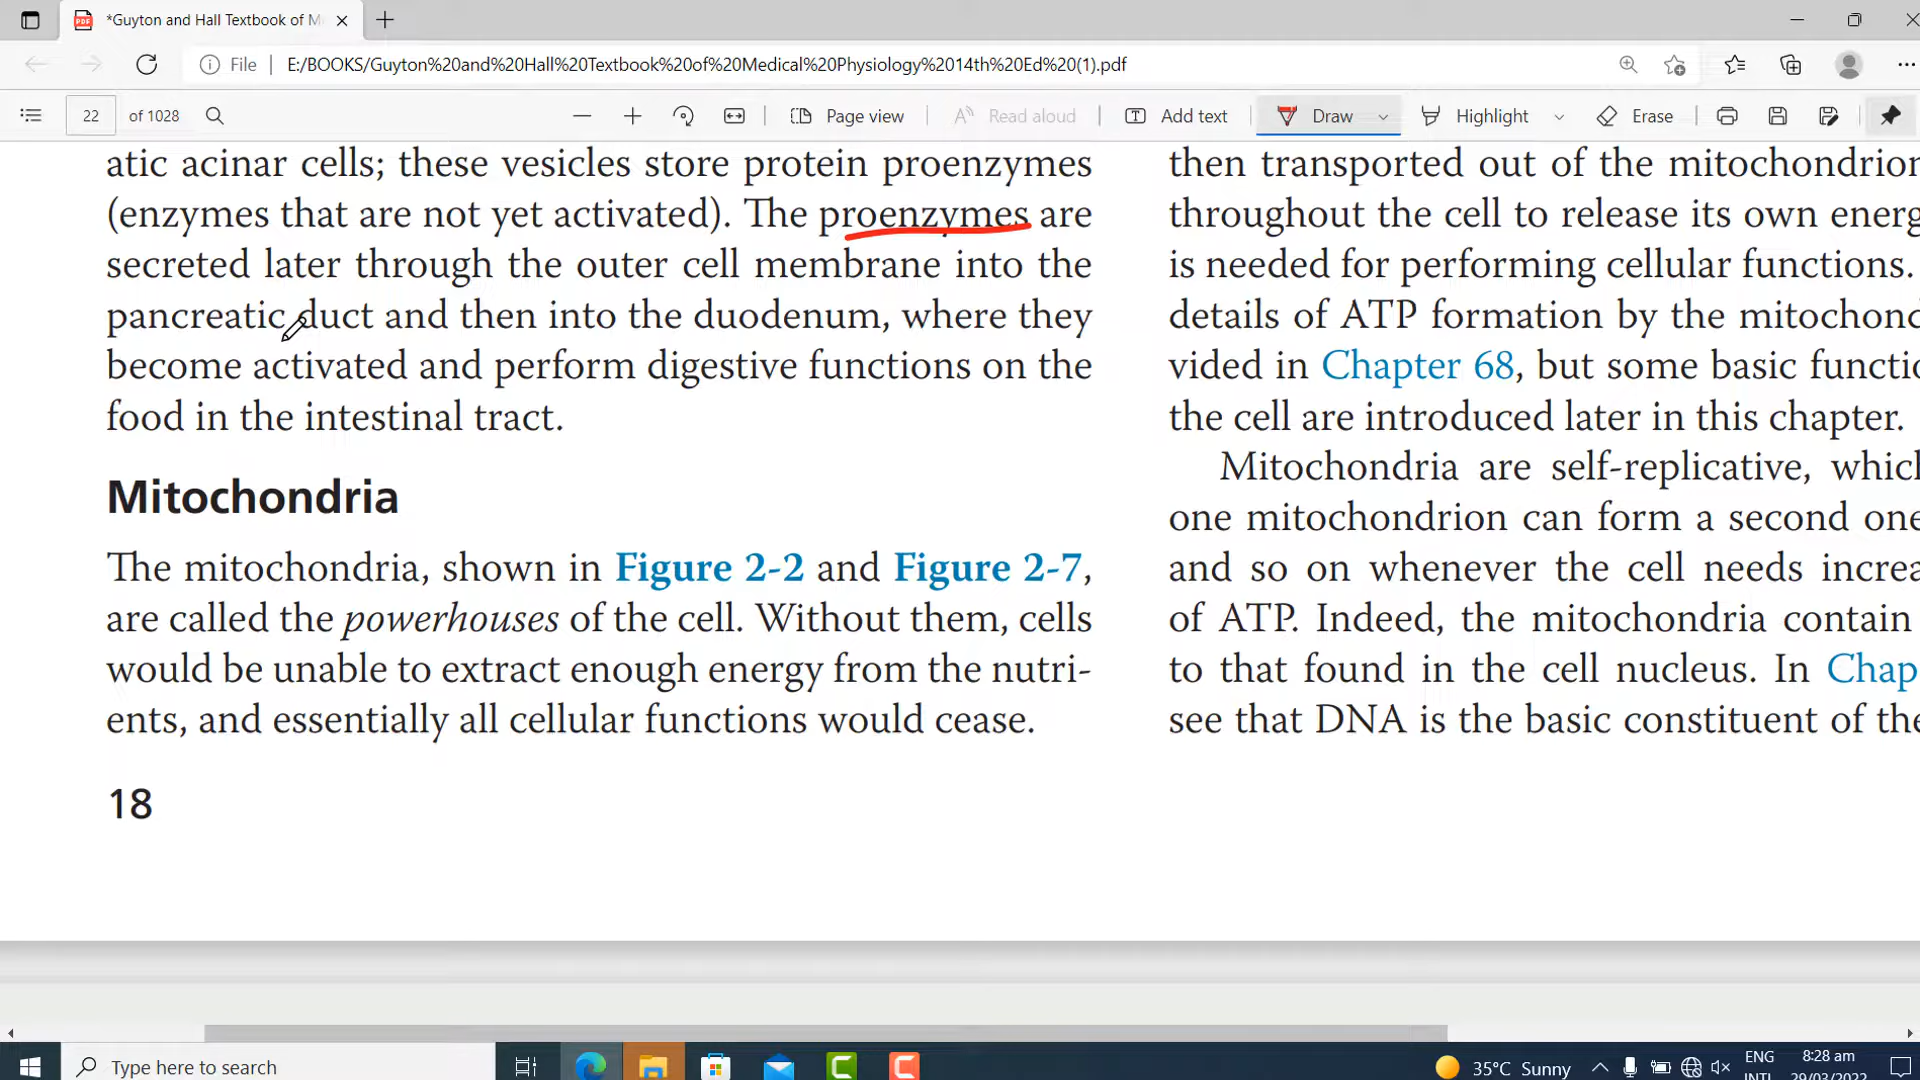 *Guyton and Hall Textbook of M
File E:/BOOKS/Guyton%20and%20Hall%20Textbook%20of%20Medical%20Physiology%2014th%20Ed%20(1).pdf
22 of 1028 Page view Read aloud Add text Draw Highlight Erase
atic acinar cells; these vesicles store protein proenzymes
(enzymes that are not yet activated). The proenzymes are
secreted later through the outer cell membrane into the
pancreatic duct and then into the duodenum, where they
become activated and perform digestive functions on the
food in the intestinal tract.
Mitochondria
The mitochondria, shown in Figure 2-2 and Figure 2-7,
are called the powerhouses of the cell. Without them, cells
would be unable to extract enough energy from the nutri-
ents, and essentially all cellular functions would cease.
18
then transported out of the mitochondrion
throughout the cell to release its own energ
is needed for performing cellular functions.
details of ATP formation by the mitochond
vided in Chapter 68, but some basic functio
the cell are introduced later in this chapter.
Mitochondria are self-replicative, which
one mitochondrion can form a second one
and so on whenever the cell needs increa
of ATP. Indeed, the mitochondria contain
to that found in the cell nucleus. In Chap
see that DNA is the basic constituent of the
Type here to search
35°C Sunny
ENG
INTL
8:28 am
29/03/2022